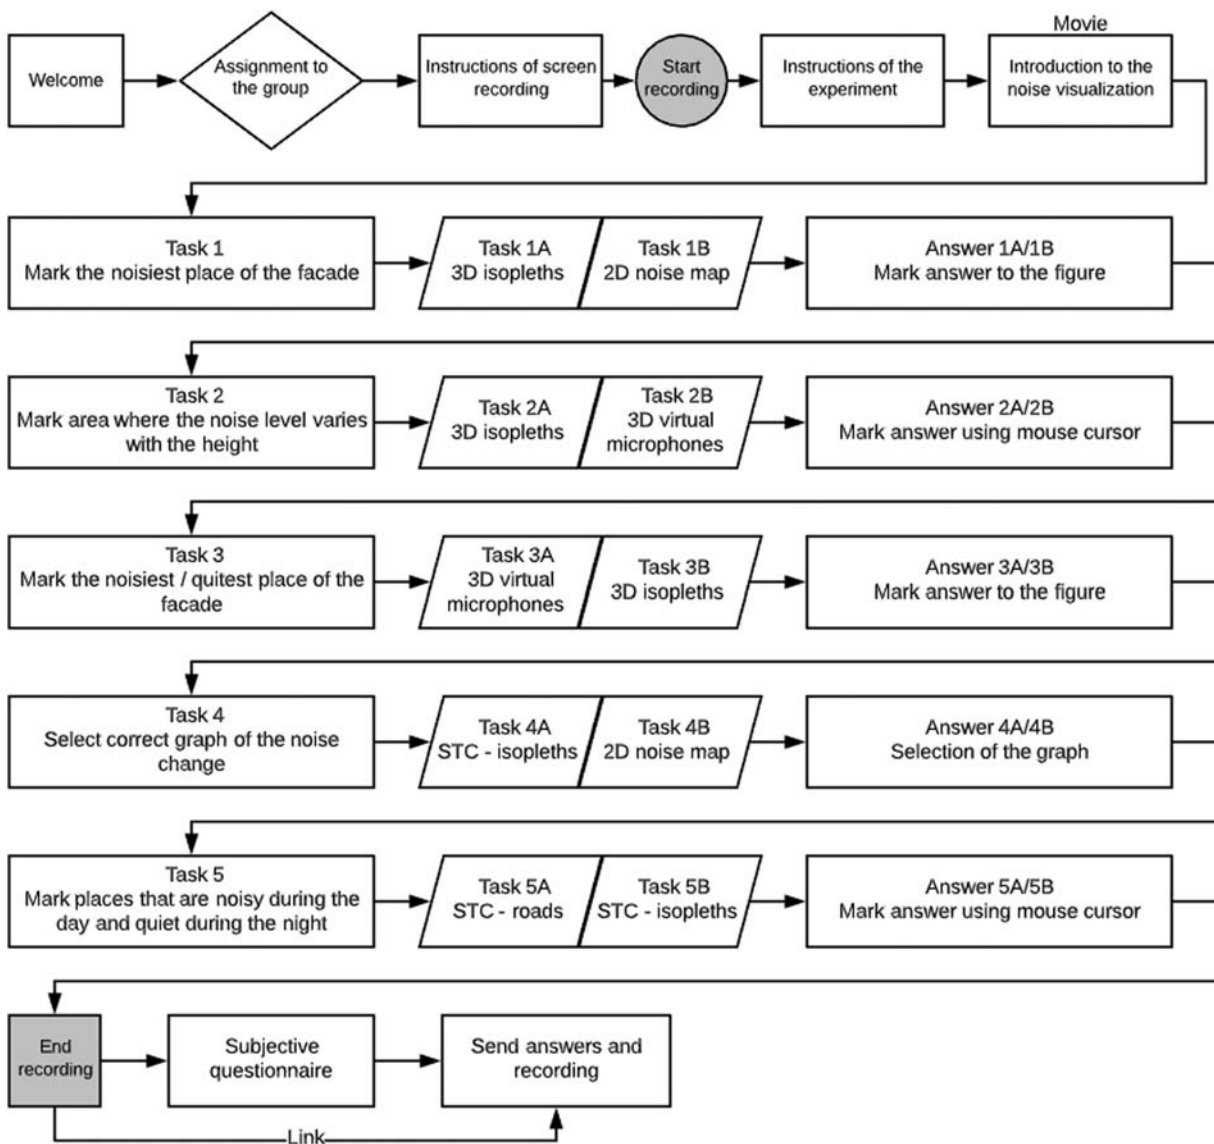 Movie
Welcome
Assignment to
the group
Instructions of screen
recording
Start
recording
Instructions of the
experiment
Introduction to the
noise visualization
Task 1
Mark the noisiest place of the facade
Task 1A
3D isopleths
Task 1B
2D noise map
Answer 1A/1B
Mark answer to the figure
Task 2
Mark area where the noise level varies
with the height
Task 2A
3D isopleths
Task 2B
3D virtual
microphones
Answer 2A/2B
Mark answer using mouse cursor
Task 3
Mark the noisiest / quitest place of the
facade
Task 3A
3D virtual
microphones
Task 3B
3D isopleths
Answer 3A/3B
Mark answer to the figure
Task 4
Select correct graph of the noise
change
Task 4A
STC - isopleths
Task 4B
2D noise map
Answer 4A/4B
Selection of the graph
Task 5
Mark places that are noisy during the
day and quiet during the night
Task 5A
STC - roads
Task 5B
STC - isopleths
Answer 5A/5B
Mark answer using mouse cursor
End
recording
Subjective
questionnaire
Send answers and
recording
Link